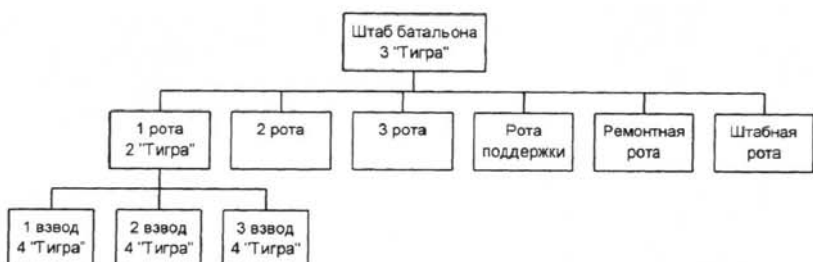 Штаб батальона
3 "Тигра"
1 рота
2 "Тигра"
2 рота
3 рота
Рота
поддержки
Ремонтная
рота
Штабная
рота
1 взвод
4 "Тигра"
2 взвод
4 "Тигра"
3 взвод
4 "Тигра"